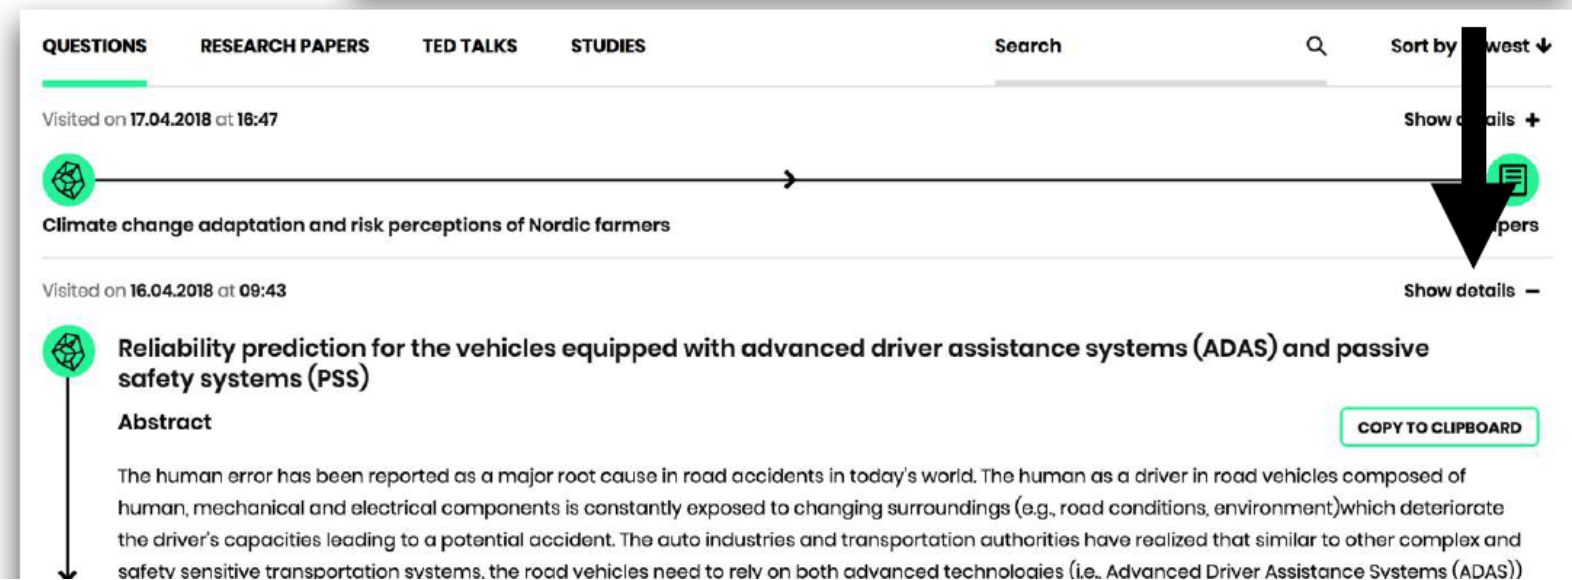 QUESTIONS RESEARCH PAPERS TED TALKS STUDIES Search Sort by
Visited on 17.04.2018 at 16:47 Show
Climate change adaptation and risk perceptions of Nordic farmers
Visited on 16.04.2018 at 09:43 Show details
Reliability prediction for the vehicles equipped with advanced driver assistance systems (ADAS) and passive
safety systems (PSS)
Abstract
COPY TO CLIPBOARD
The human error has been reported as a major root cause in road accidents in today's world. The human as a driver in road vehicles composed of
human, mechanical and electrical components is constantly exposed to changing surroundings (e.g., road conditions, environment)which deteriorate
the driver's capacities leading to a potential accident. The auto industries and transportation authorities have realized that similar to other complex and
safety sensitive transportation systems, the road vehicles need to rely on both advanced technologies (i.e., Advanced Driver Assistance Systems (ADAS))